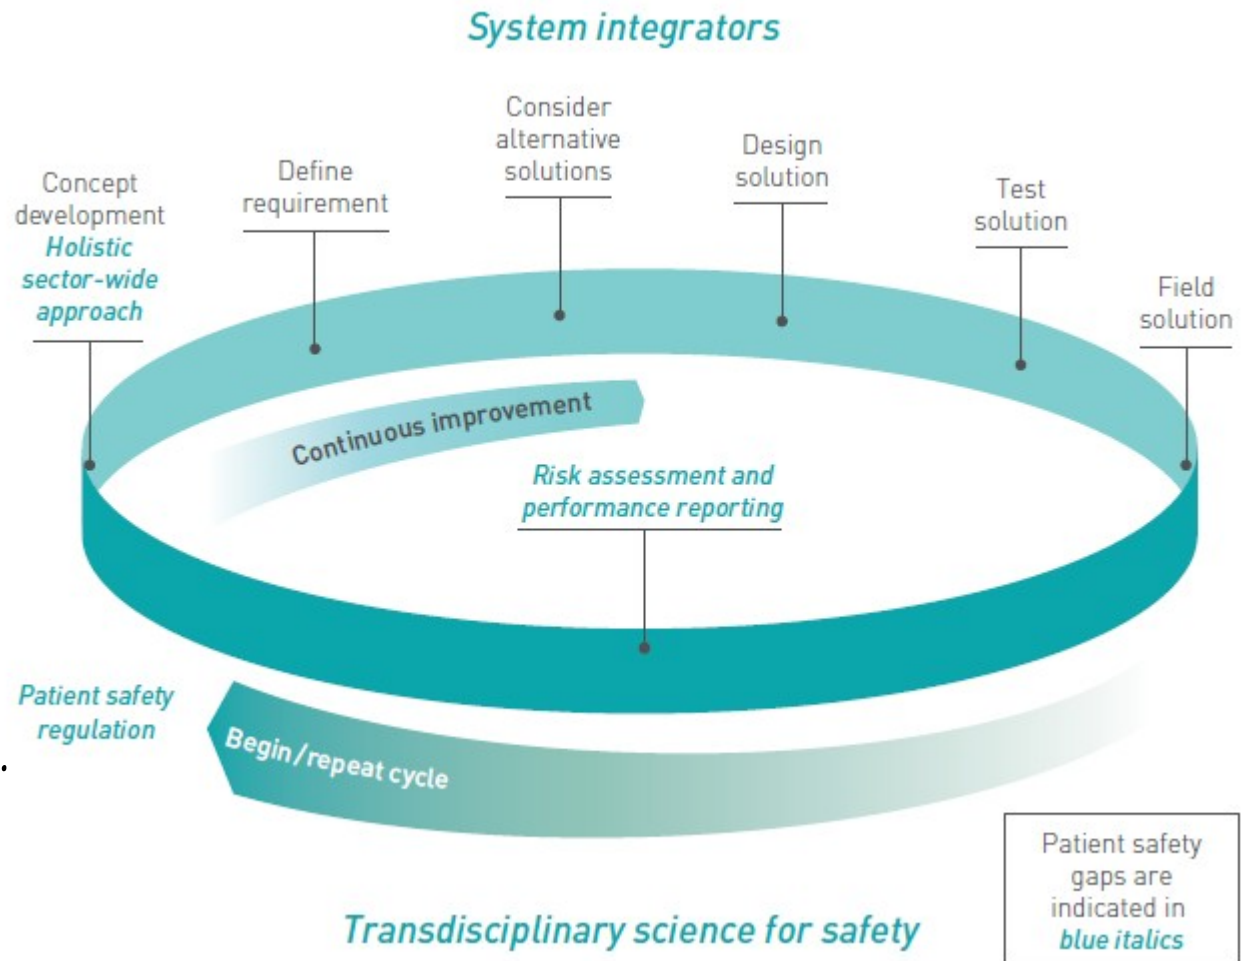 System integrators
Concept
development
Holistic
sector-wide
approach
Define
requirement
Consider
alternative
solutions
Design
solution
Test
solution
Field
solution
Continuous improvement
Risk assessment and
performance reporting
Patient safety
regulation
Begin/repeat cycle
Transdisciplinary science for safety
Patient safety
gaps are
indicated in
blue italics